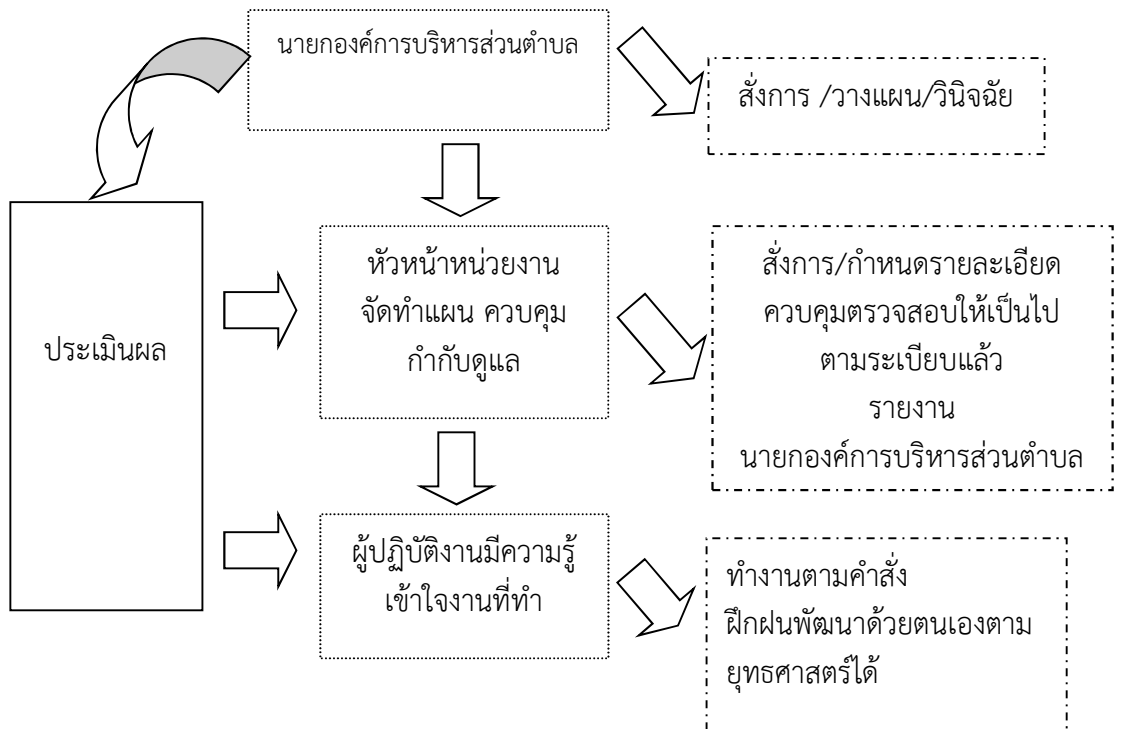 นายกองค์การบริหารส่วนตำบล
สั่งการ /วางแผน/วินิจฉัย
ประเมินผล
หัวหน้าหน่วยงาน
จัดทำแผน ควบคุม
กำกับดูแล
สั่งการ/กำหนดรายละเอียด
ควบคุมตรวจสอบให้เป็นไป
ตามระเบียบแล้ว
รายงาน
นายกองค์การบริหารส่วนตำบล
ผู้ปฏิบัติงานมีความรู้
เข้าใจงานที่ทำ
ทำงานตามคำสั่ง
ฝึกฝนพัฒนาด้วยตนเองตาม
ยุทธศาสตร์ได้